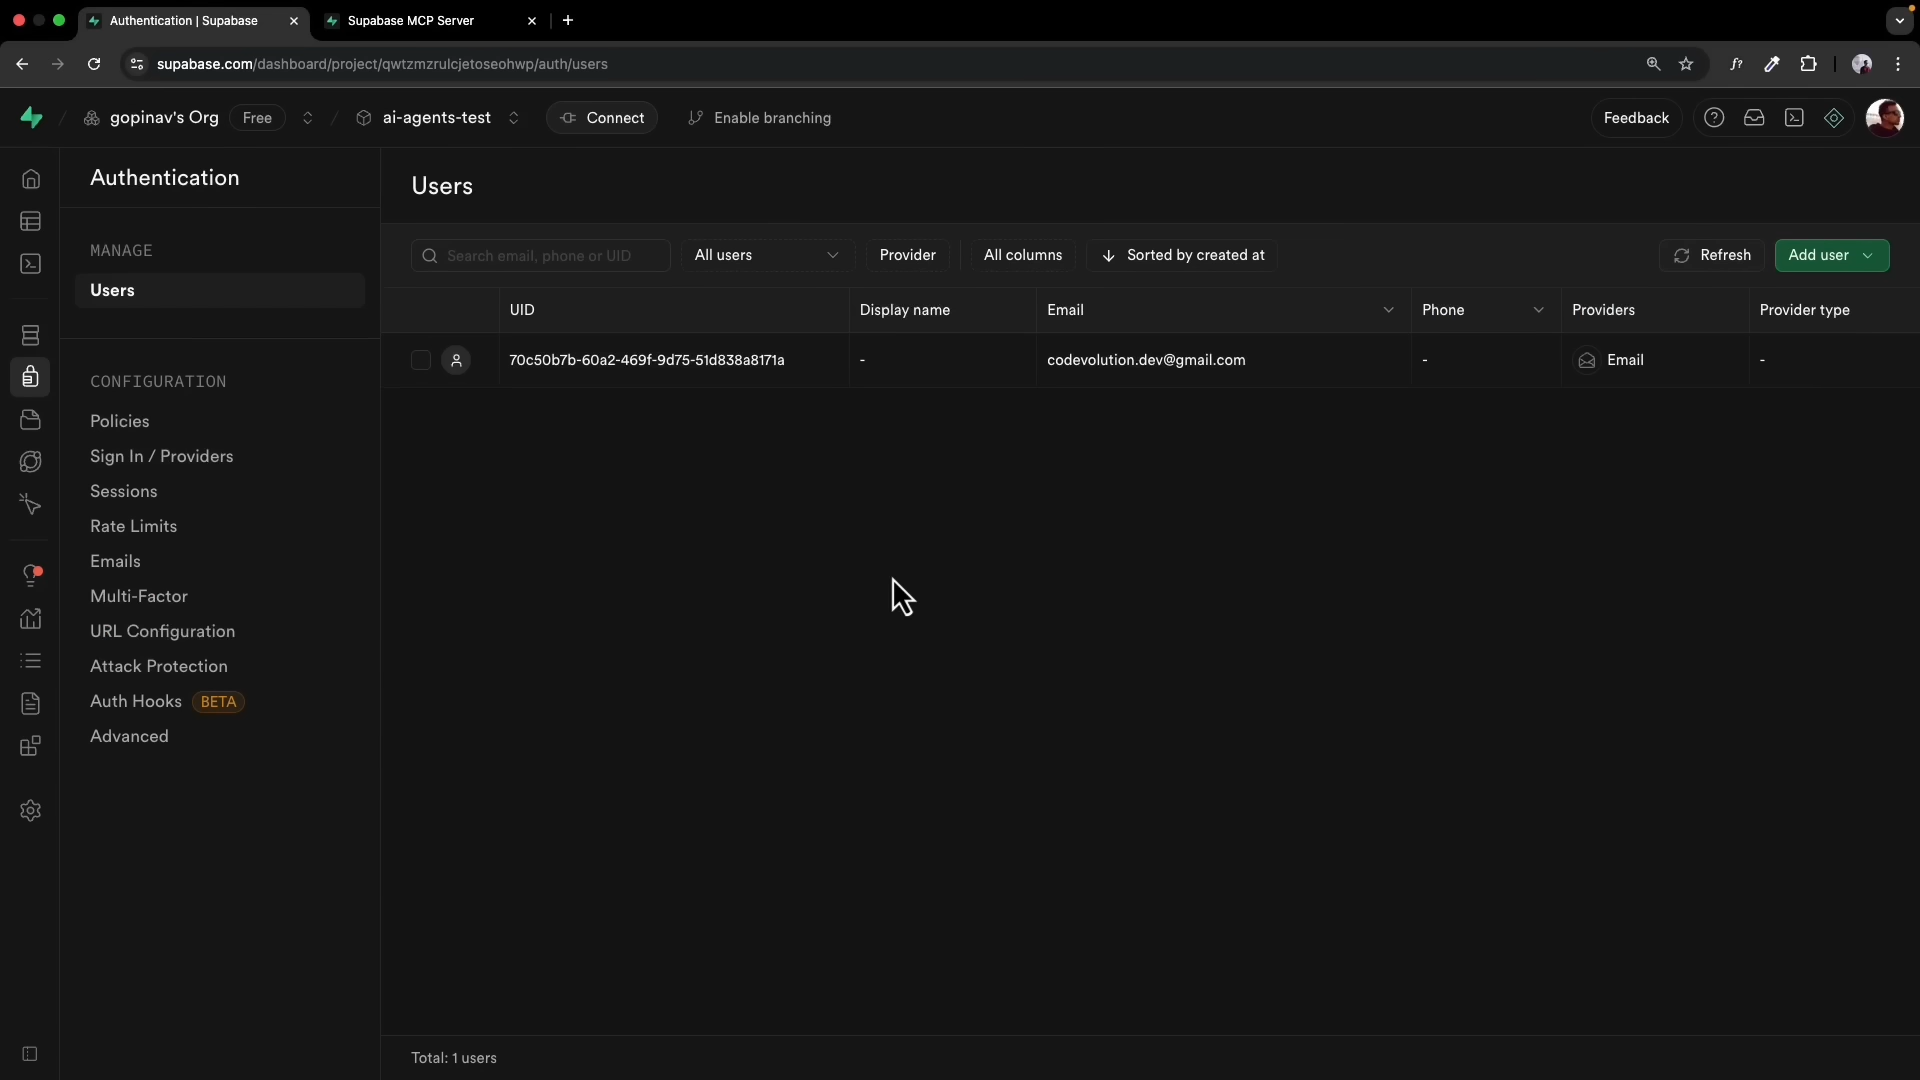 Authentication | Supabase
Supabase MCP Server
supabase.com/dashboard/project/qwtzmzrulcjetoseohwp/auth/users
f?
gopinav's Org
Free
ai-agents-test
Connect
Enable branching
Feedback
Authentication
MANAGE
Users
CONFIGURATION
Policies
Sign In / Providers
Sessions
Rate Limits
Emails
Multi-Factor
URL Configuration
Attack Protection
Auth Hooks BETA
Advanced
Users
Search email, phone or UID
All users
Provider
All columns
Sorted by created at
Refresh
Add user
UID Display name Email Phone Providers Provider type
70c50b7b-60a2-469f-9d75-51d838a8171a - codevolution.dev@gmail.com - Email -
Total: 1 users